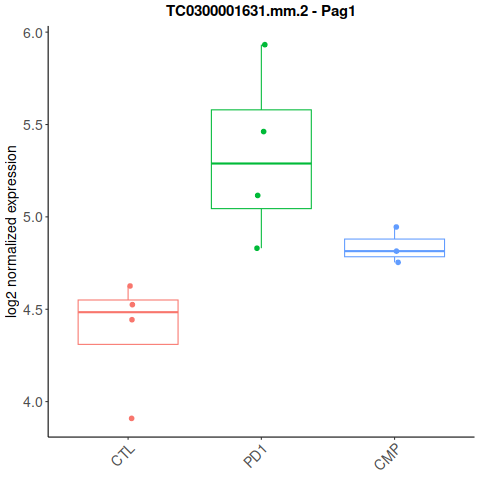 TC0300001631.mm.2 - Pag1
log2 normalized expression
6.0
5.5
5.0
4.5
4.0
CTL
PD1
CMP